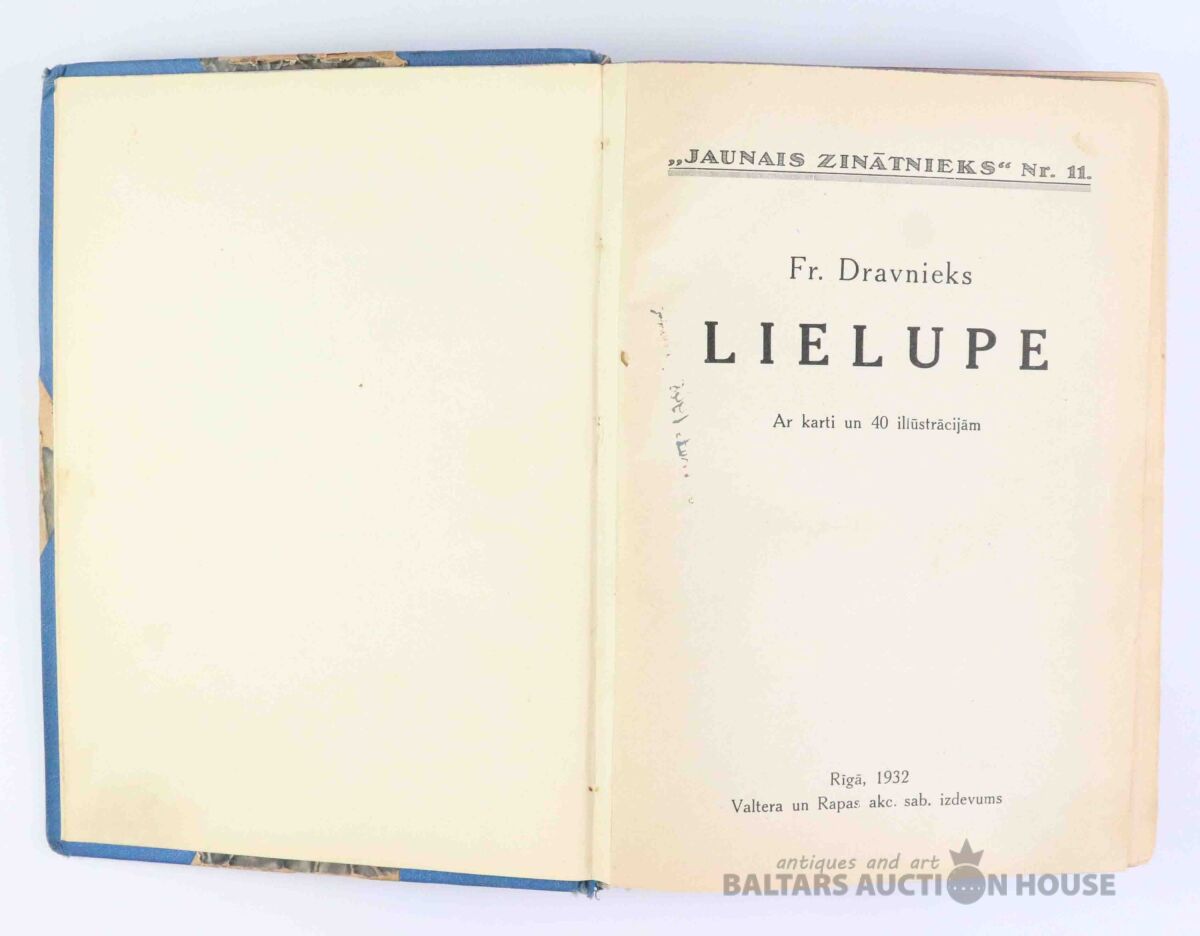 „JAUNAIS ZINĀTNIEKS“ Nr. 11.
Fr. Dravnieks
LIELUPE
Ar karti un 40 illūstrācijām
Rīgā, 1932
Valtera un Rapas akc. sab. izdevums
antiques and art
BALTARS AUCTION HOUSE